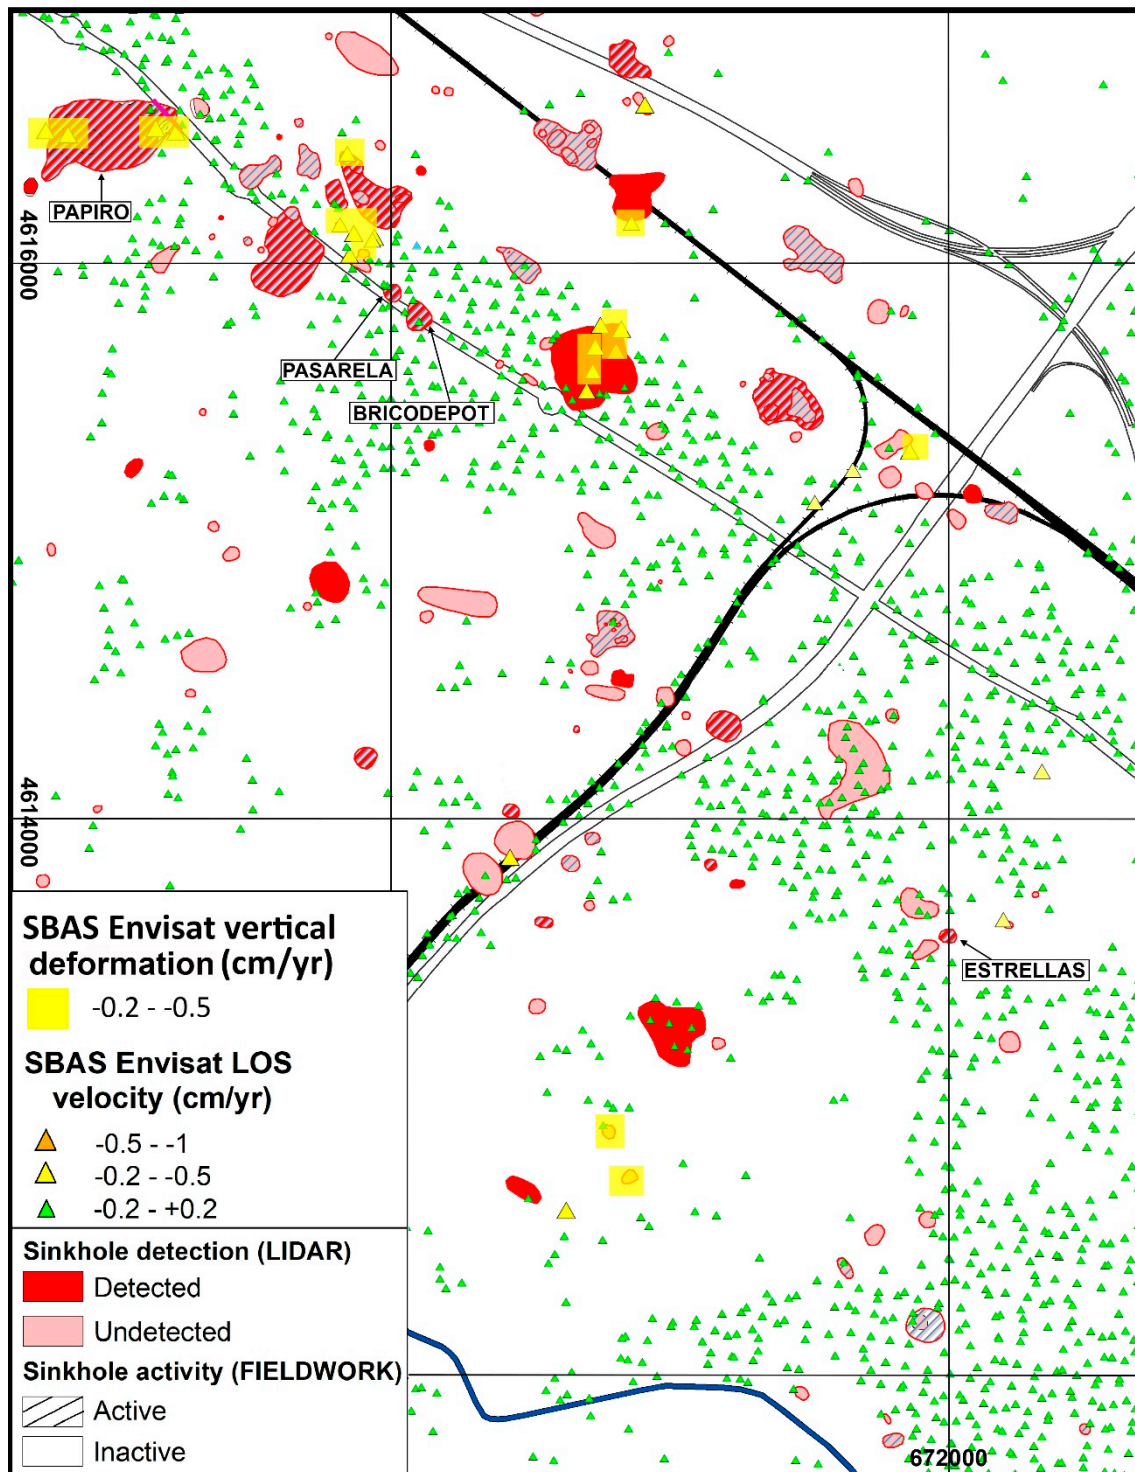 PAPIRO
4616000
PASARELA
BRICODEPOT
4614000
SBAS Envisat vertical
deformation (cm/yr)
-0.2 - -0.5
SBAS Envisat LOS
velocity (cm/yr)
-0.5 - -1
-0.2 - -0.5
-0.2 - +0.2
Sinkhole detection (LIDAR)
Detected
Undetected
Sinkhole activity (FIELDWORK)
Active
Inactive
ESTRELLAS
672000